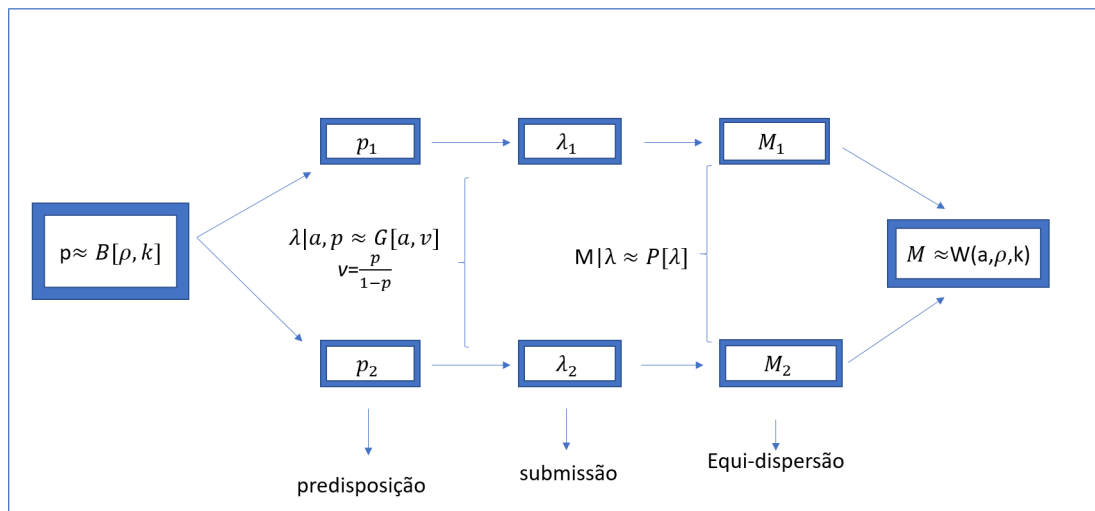 p₁
λ₁
M₁
p≈ B[ρ, k]
λ|a, p ≈ G[a, v]
v=p/(1−p)
M|λ ≈ P[λ]
M ≈W(a,ρ,k)
p₂
λ₂
M₂
predisposição
submissão
Equi-dispersão